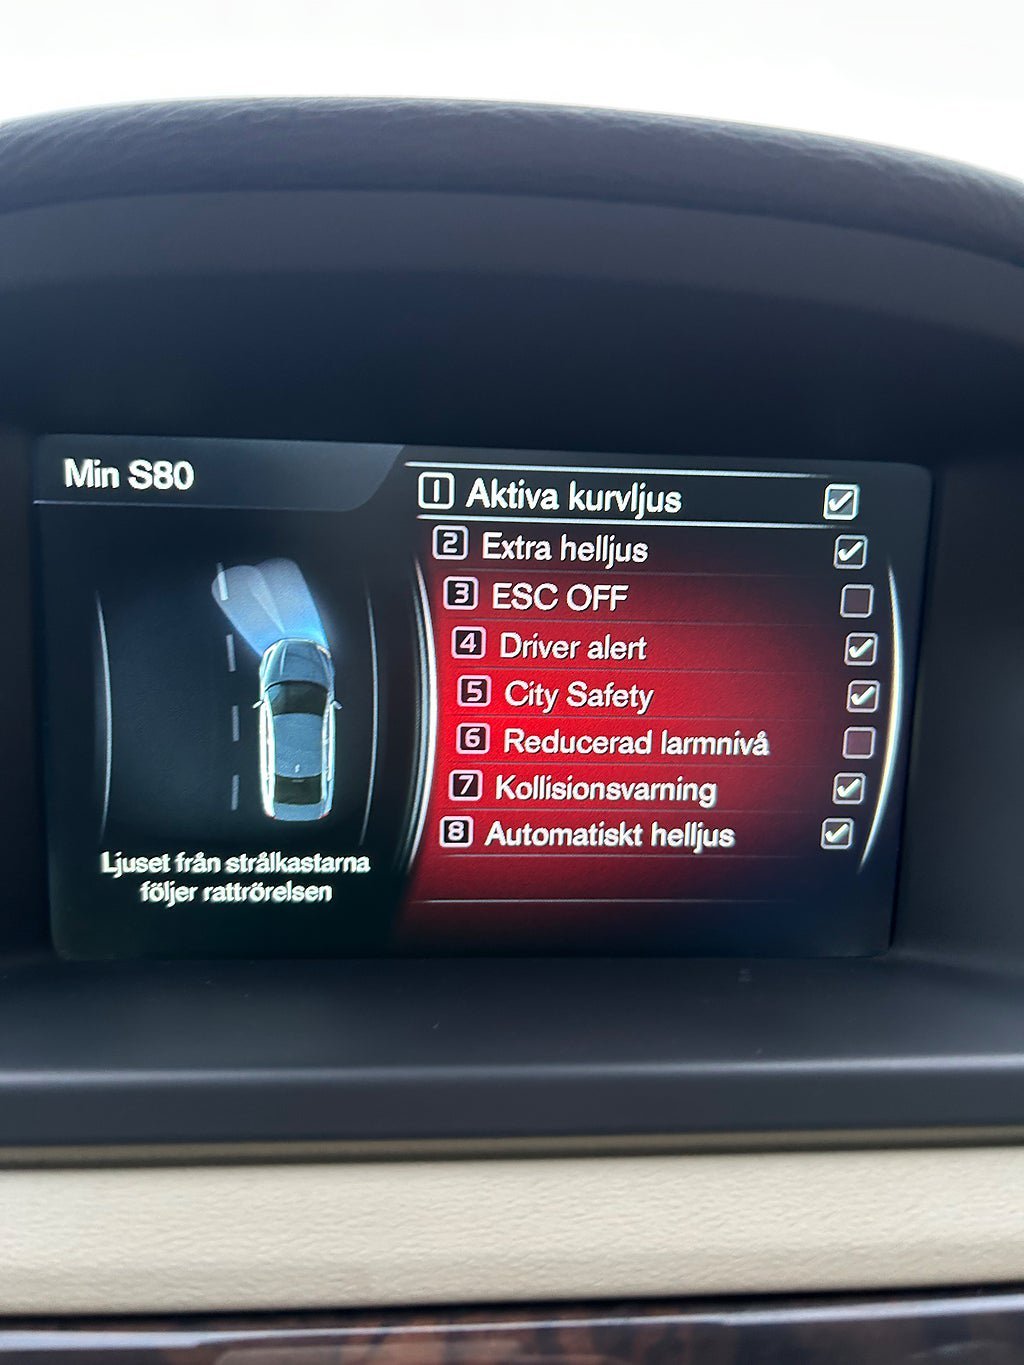 Min S80
1 Aktiva kurvljus
2 Extra helljus
3 ESC OFF
4 Driver alert
5 City Safety
6 Reducerad larmnivå
7 Kollisionsvarning
8 Automatiskt helljus
Ljuset från strålkastarna
följer rattrörelsen